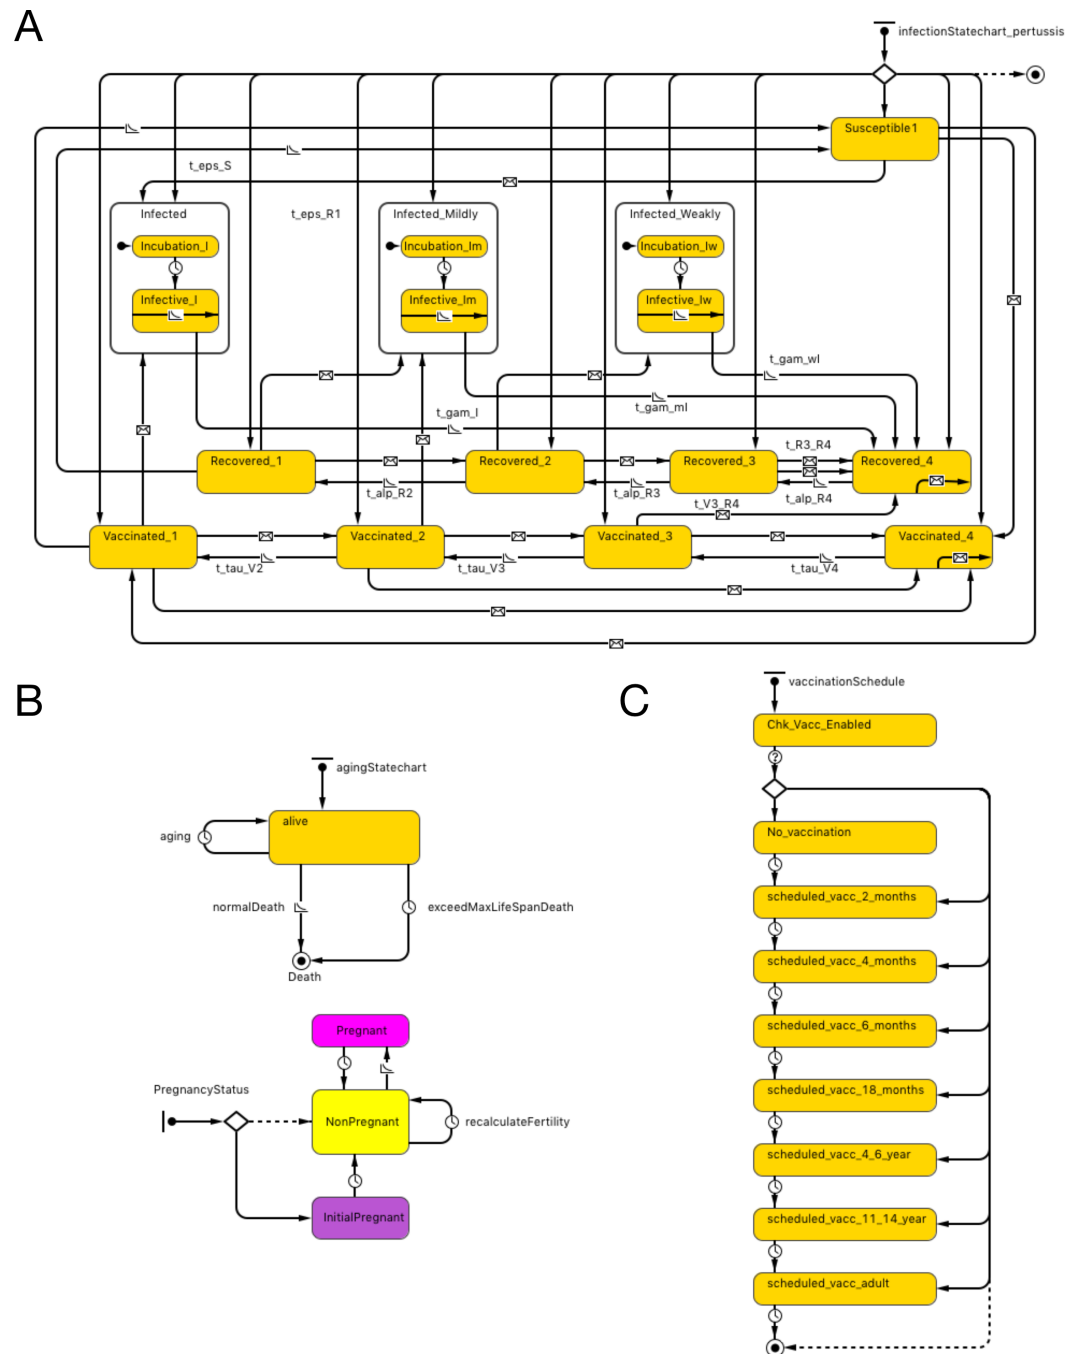 A
infectionStatechart_pertussis
Susceptible1
t_eps_S
Infected
t_eps_R1
Infected_Mildly
Infected_Weakly
Incubation_I
Incubation_Im
Incubation_Iw
Infective_I
Infective_Im
Infective_Iw
t_gam_wI
t_gam_mI
t_gam_I
t_R3_R4
Recovered_1
Recovered_2
Recovered_3
Recovered_4
t_alp_R2
t_alp_R3
t_alp_R4
t_V3_R4
Vaccinated_1
Vaccinated_2
Vaccinated_3
Vaccinated_4
t_tau_V2
t_tau_V3
t_tau_V4
B
agingStatechart
alive
aging
normalDeath
exceedMaxLifeSpanDeath
Death
Pregnant
PregnancyStatus
NonPregnant
recalculateFertility
InitialPregnant
C
vaccinationSchedule
Chk_Vacc_Enabled
?
No_vaccination
scheduled_vacc_2_months
scheduled_vacc_4_months
scheduled_vacc_6_months
scheduled_vacc_18_months
scheduled_vacc_4_6_year
scheduled_vacc_11_14_year
scheduled_vacc_adult